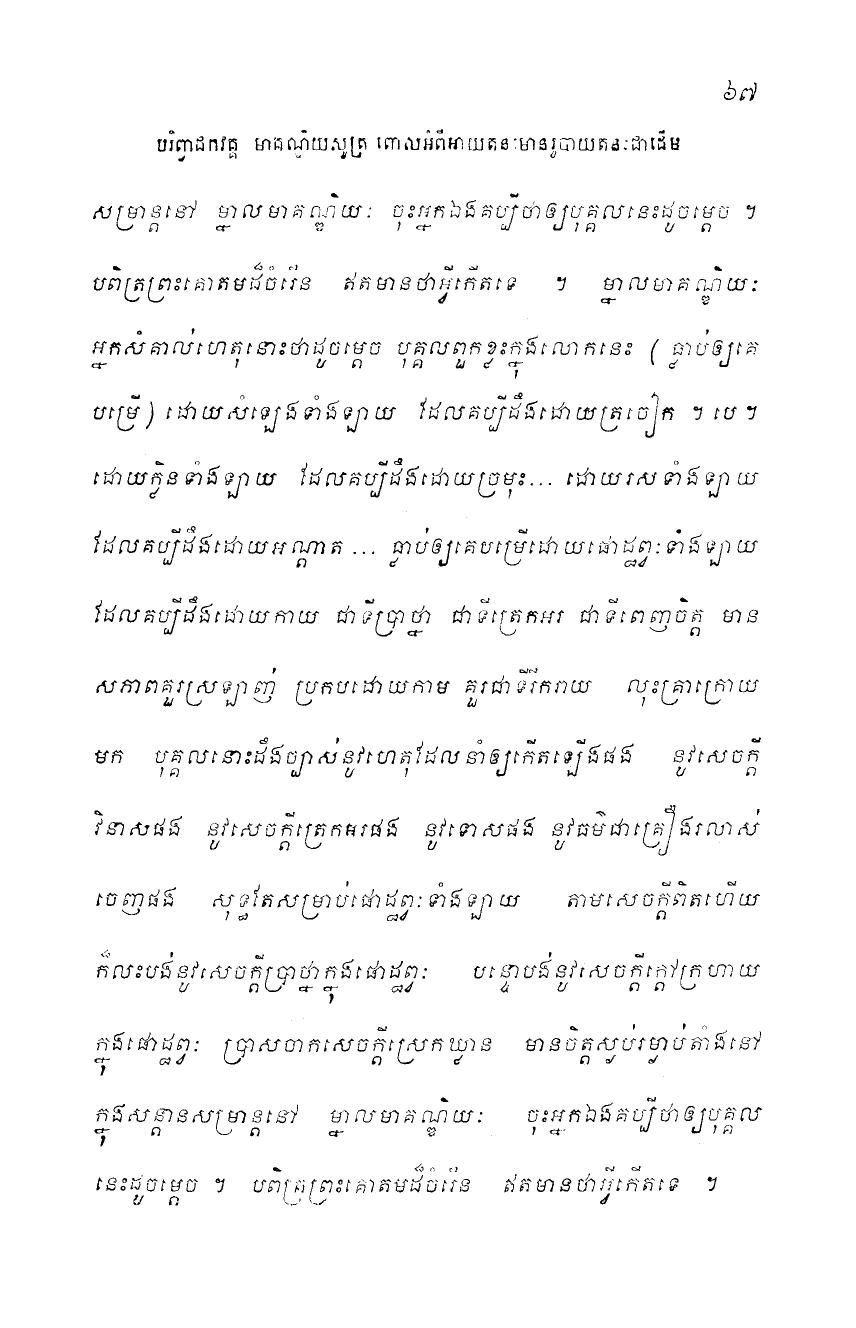 ៦៧
បរិព្វាជកវគ្គ មាគណ្ឌិយសូត្រ ពោលអំពីអាយតនៈមានរូបាយតនៈជាដើម
សម្រាន្តនៅ ម្នាលមាគណ្ឌិយៈ ចុះអ្នកឯងគប្បីថាឲ្យបុគ្គលនេះដូចម្តេច ។
បពិត្រព្រះគោតមដ៏ចំរើន ឥតមានថាអ្វីកើតទេ ។ ម្នាលមាគណ្ឌិយៈ
អ្នកសំគាល់ហេតុនោះថាដូចម្តេច បុគ្គលពួកខ្លះក្នុងលោកនេះ ( ធ្លាប់ឲ្យគេ
បម្រើ ) ដោយសំឡេងទាំងឡាយ ដែលគប្បីដឹងដោយត្រចៀក ។ បេ ។
ដោយក្លិនទាំងឡាយ ដែលគប្បីដឹងដោយច្រមុះ... ដោយរសទាំងឡាយ
ដែលគប្បីដឹងដោយអណ្តាត ... ធ្លាប់ឲ្យគេបម្រើដោយផោដ្ឋព្វៈទាំងឡាយ
ដែលគប្បីដឹងដោយកាយ ជាទីប្រាថ្នា ជាទីត្រេកអរ ជាទីពេញចិត្ត មាន
សភាពគួរស្រឡាញ់ ប្រកបដោយកាម គួរជាទីរីករាយ លុះគ្រាក្រោយ
មក បុគ្គលនោះដឹងច្បាស់នូវហេតុដែលនាំឲ្យកើតឡើងផង នូវសេចក្តី
វិនាសផង នូវសេចក្តីត្រេកអរផង នូវទោសផង នូវធម៌ជាគ្រឿងរលាស់
ចេញផង សុទ្ធតែសម្រាប់ផោដ្ឋព្វៈទាំងឡាយ តាមសេចក្តីពិតហើយ
ក៏លះបង់នូវសេចក្តីប្រាថ្នាក្នុងផោដ្ឋព្វៈ បន្ទោបង់នូវសេចក្តីក្តៅក្រហាយ
ក្នុងផោដ្ឋព្វៈ ប្រាសចាកសេចក្តីស្រេកឃ្លាន មានចិត្តស្ងប់រម្ងាប់តាំងនៅ
ក្នុងសន្តានសម្រាន្តនៅ ម្នាលមាគណ្ឌិយៈ ចុះអ្នកឯងគប្បីថាឲ្យបុគ្គល
នេះដូចម្តេច ។ បពិត្រព្រះគោតមដ៏ចំរើន ឥតមានថាអ្វីកើតទេ ។